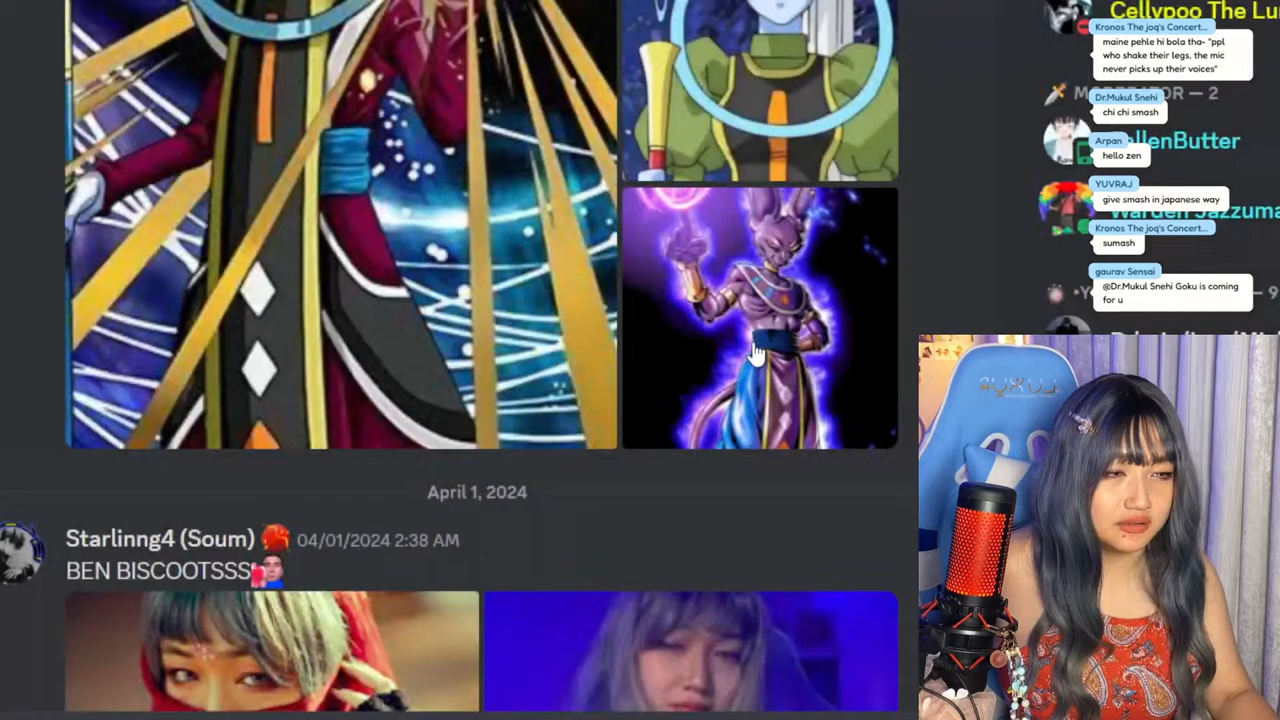 Cellypoo The Lu
Kronos The joq's Concert...
maine pehle hi bola tha- "ppl
who shake their legs, the mic
never picks up their voices"
— 2
Dr.Mukul Snehi
chi chi smash
Arpan
ellenButter
hello zen
YUVRAJ
give smash in japanese way
Warden Jazzuma
Kronos The joq's Concert...
sumash
gaurav Sensai
@Dr.Mukul Snehi Goku is coming
for u
— 9
April 1, 2024
Starlinng4 (Soum) 04/01/2024 2:38 AM
BEN BISCOOTSSS